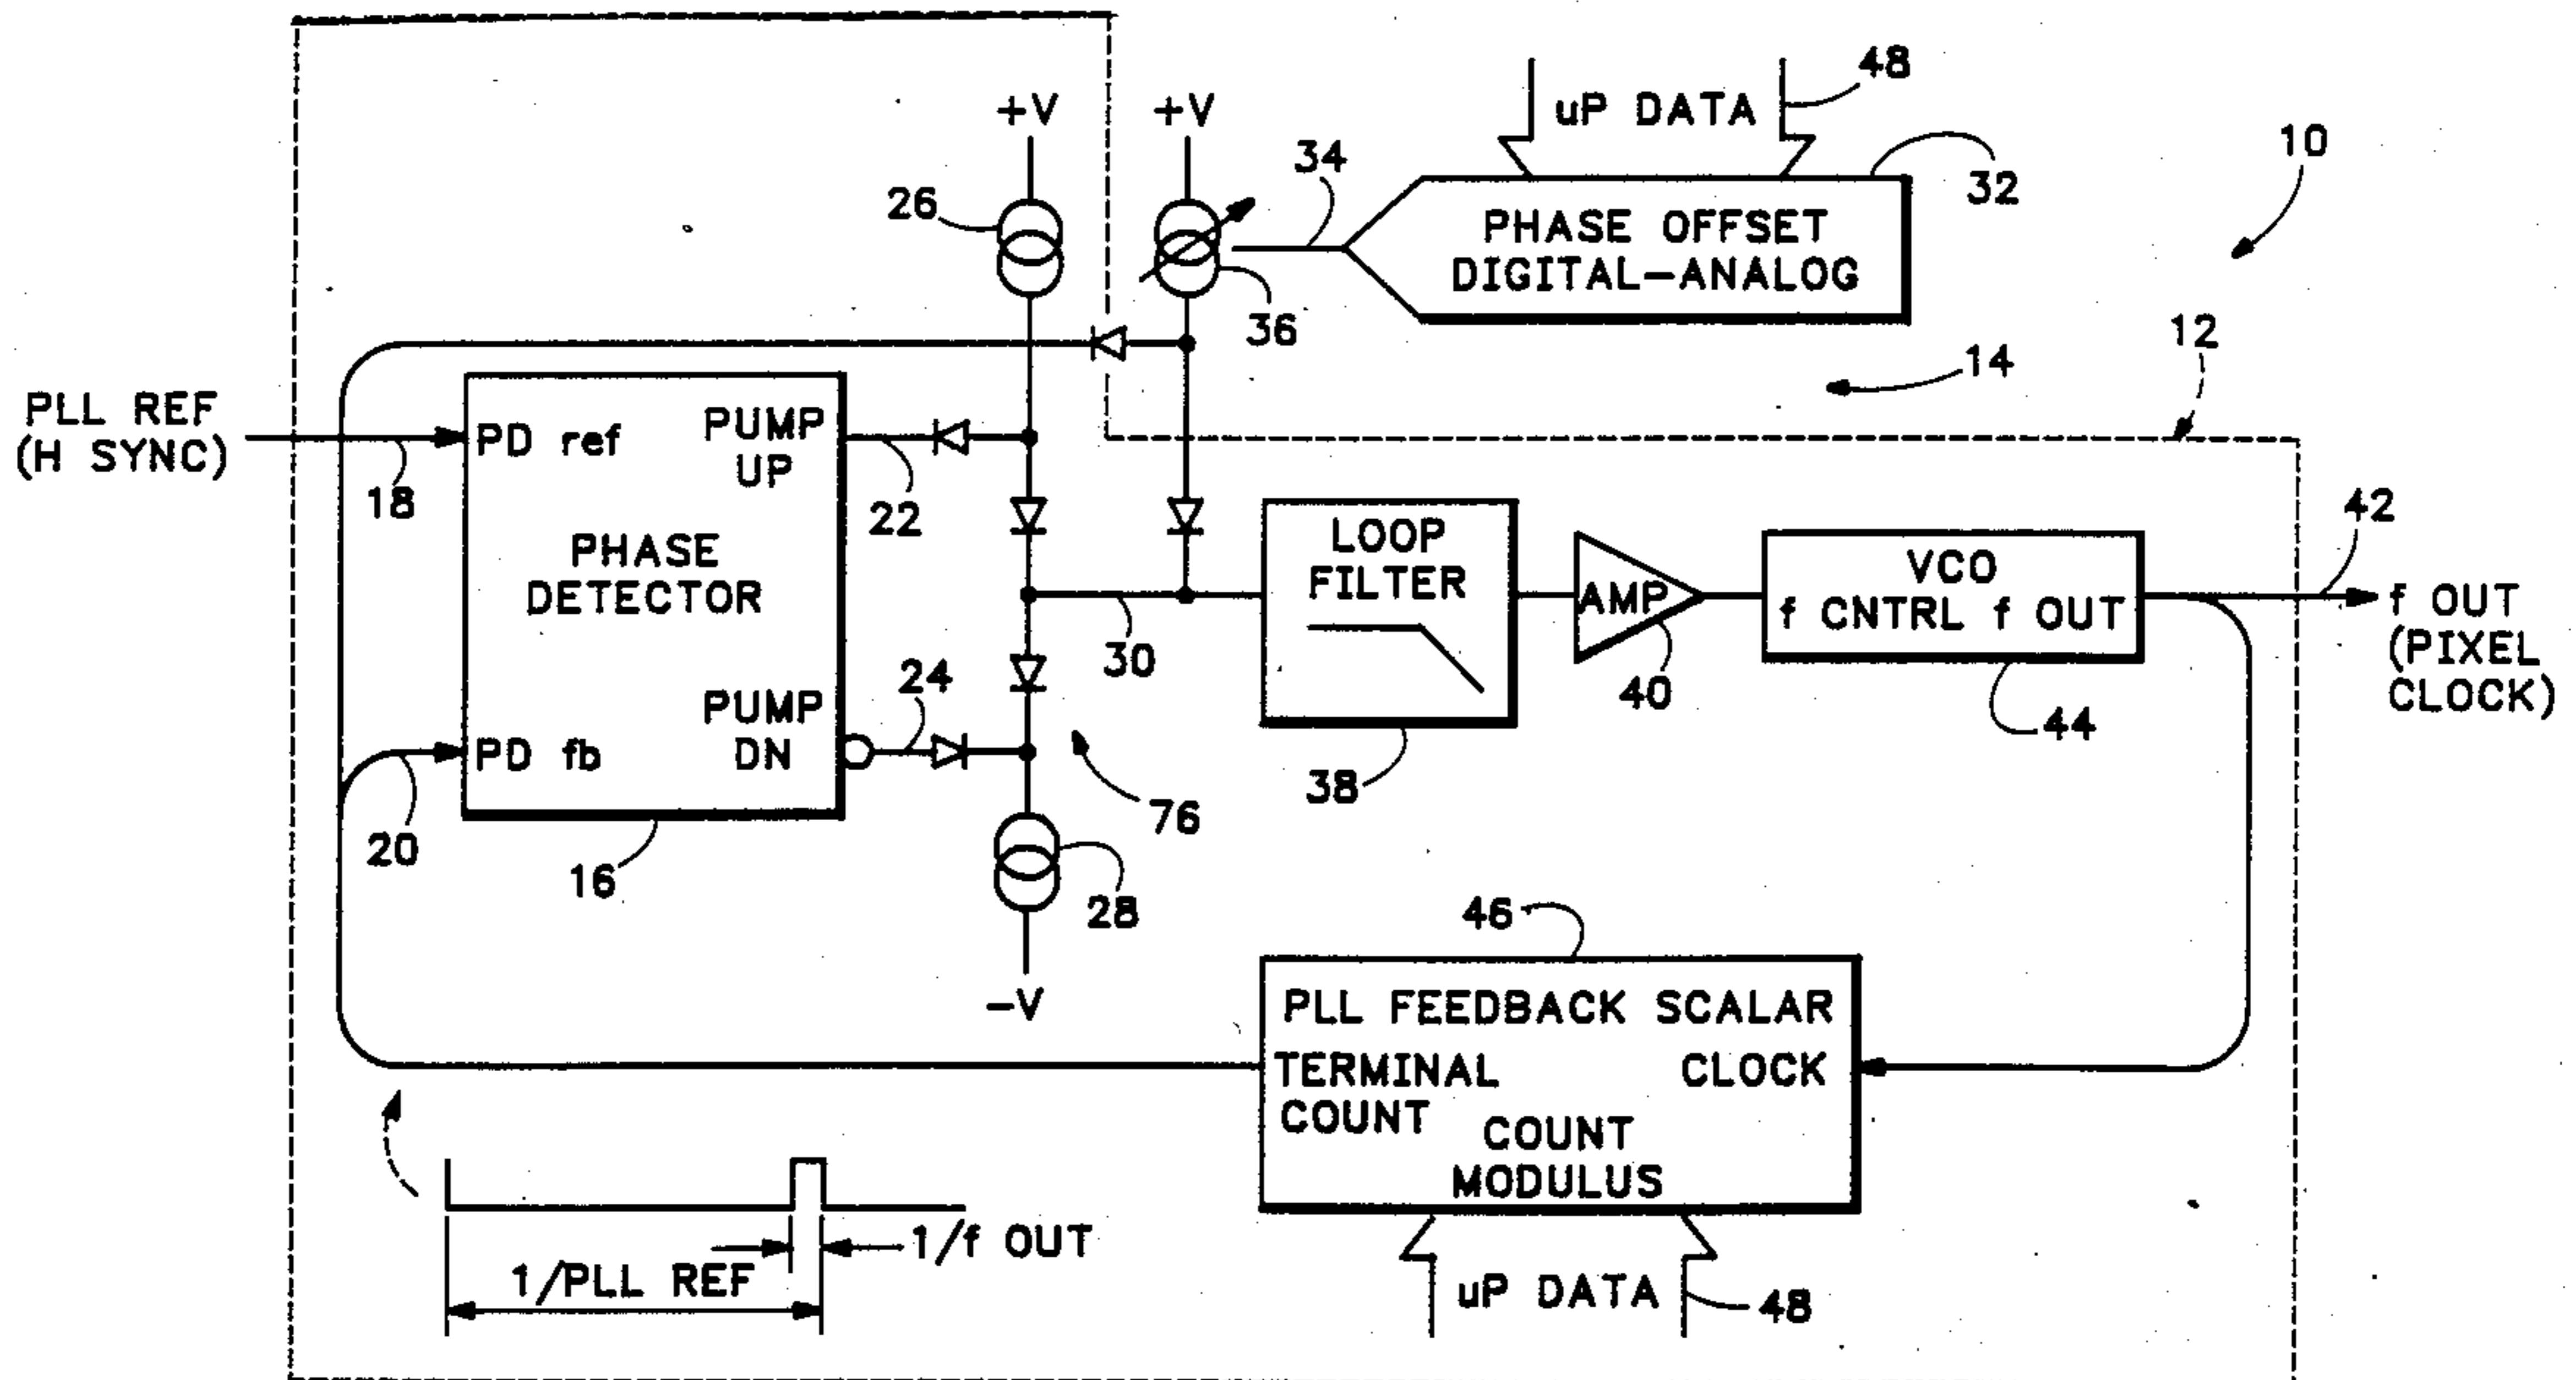 +V
+V
uP DATA
48
10
26
34
32
PHASE OFFSET
DIGITAL-ANALOG
36
12
14
PLL REF
(H SYNC)
18
PD ref
PUMP
UP
22
PHASE
DETECTOR
PUMP
DN
PD fb
20
16
24
30
76
28
-V
LOOP
FILTER
38
AMP
40
VCO
f CNTRL f OUT
44
42
f OUT
(PIXEL
CLOCK)
46
PLL FEEDBACK SCALAR
TERMINAL
COUNT
CLOCK
COUNT
MODULUS
1/f OUT
1/PLL REF
uP DATA
48